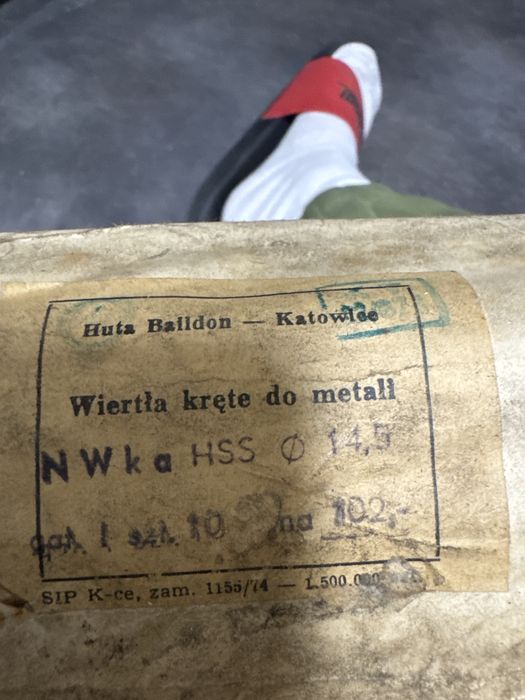 Huta Baildon — Katowice
Wiertła kręte do metali
NWka HSS Ø 14,5
gat. I szt. 10 na 102,-
SIP K-ce, zam. 1155/74 — 1.500.000